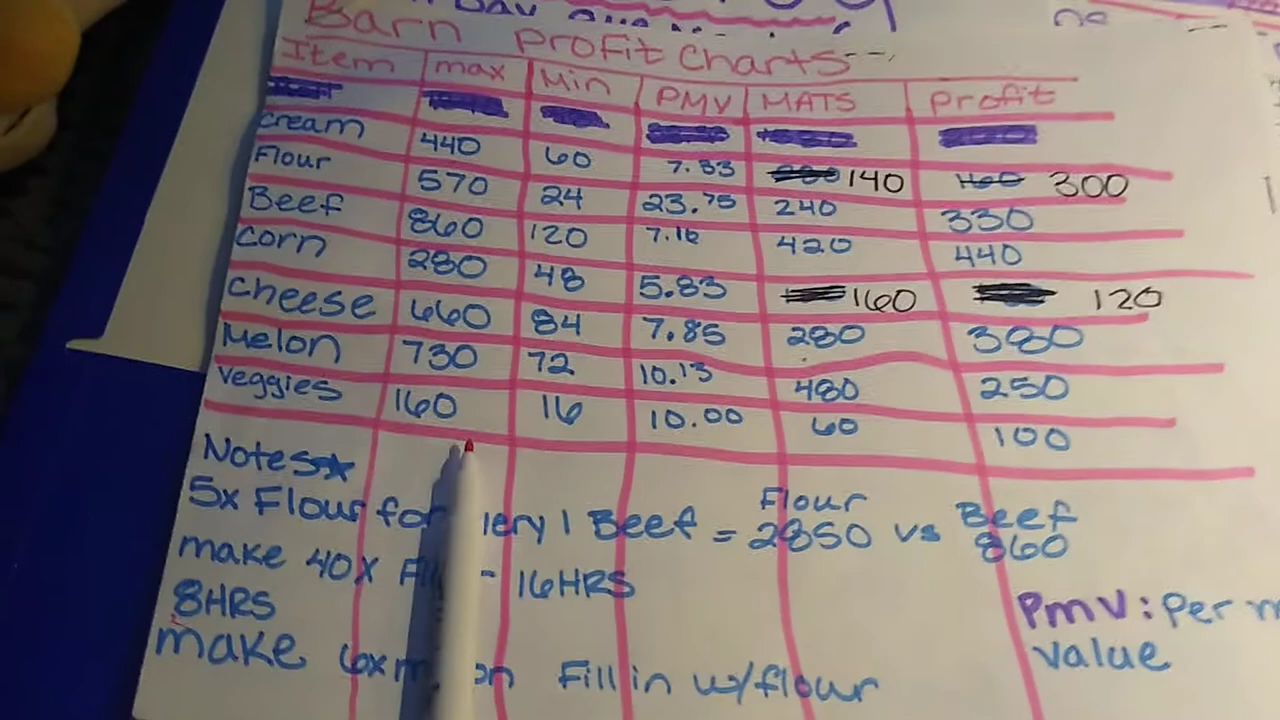 Barn Profit Charts---
Item max Min PMV MATS Profit
Cream 440 60 7.33 140 300
Flour 570 24 23.75 240 330
Beef 860 120 7.16 420 440
Corn 280 48 5.83 160 120
Cheese 660 84 7.85 280 380
Melon 730 72 10.13 480 250
Veggies 160 16 10.00 60 100
Notes
Flour Beef
5x Flour for 1 Beef = 2850 vs 860
make 40x - 16HRS
8HRS
PMV: Per
value
make 6x Fill in w/flour